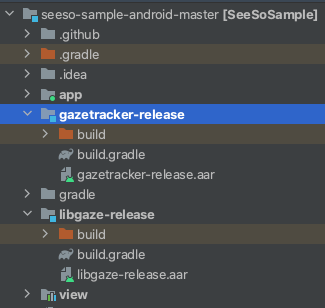 seeso-sample-android-master [SeeSoSample]
.github
.gradle
.idea
app
gazetracker-release
build
build.gradle
gazetracker-release.aar
gradle
libgaze-release
build
build.gradle
libgaze-release.aar
view